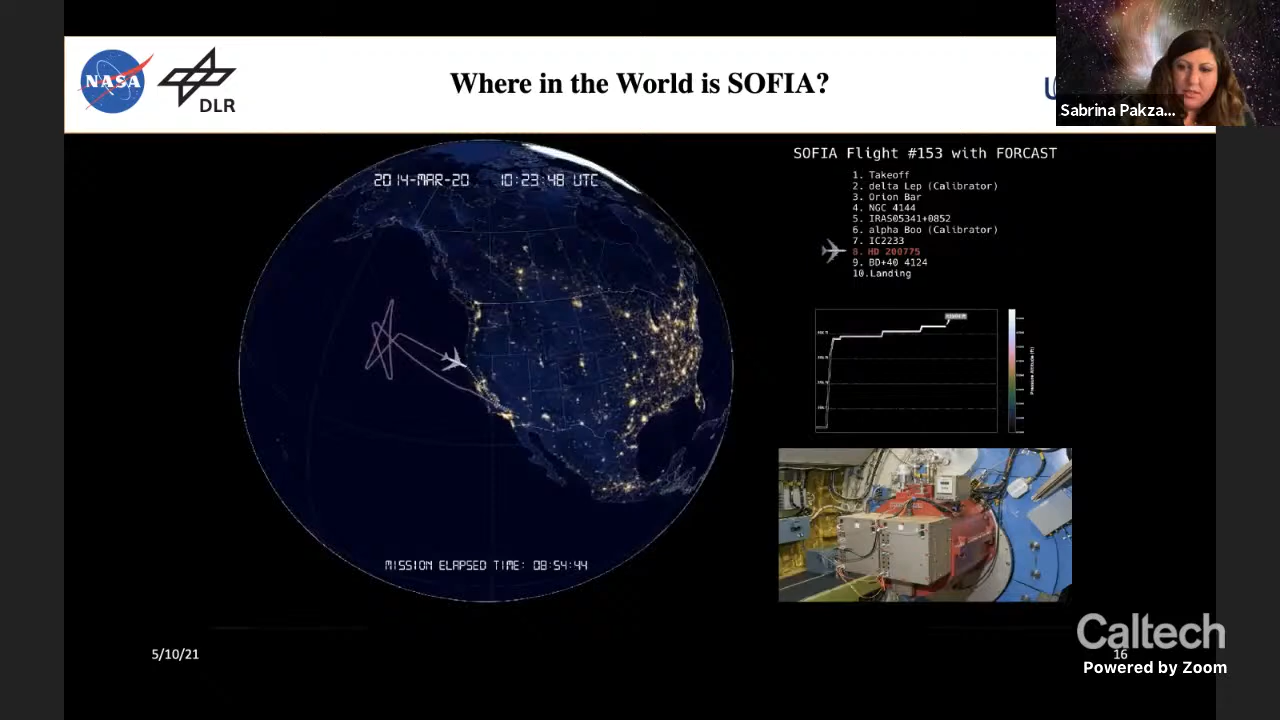 NASA
DLR
Where in the World is SOFIA?
Sabrina Pakza...
2014-MAR-20 10:23:48 UTC
SOFIA Flight #153 with FORCAST
1. Takeoff
2. delta Lep (Calibrator)
3. Orion Bar
4. NGC 4144
5. IRAS05341+0852
6. alpha Boo (Calibrator)
7. IC2233
8. HD 200775
9. BD+40 4124
10.Landing
Pressure Altitude (ft)
MISSION ELAPSED TIME: 08:54:44
Caltech
5/10/21
16
Powered by Zoom